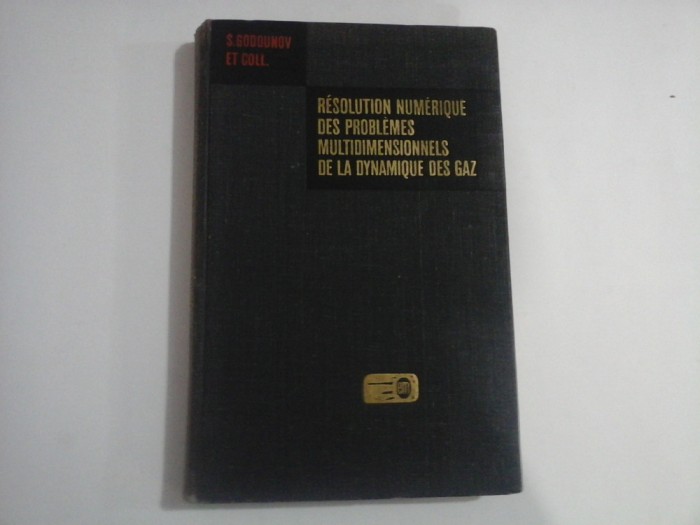 S.GODOUNOV
ET COLL.
RÉSOLUTION NUMÉRIQUE
DES PROBLÈMES
MULTIDIMENSIONNELS
DE LA DYNAMIQUE DES GAZ